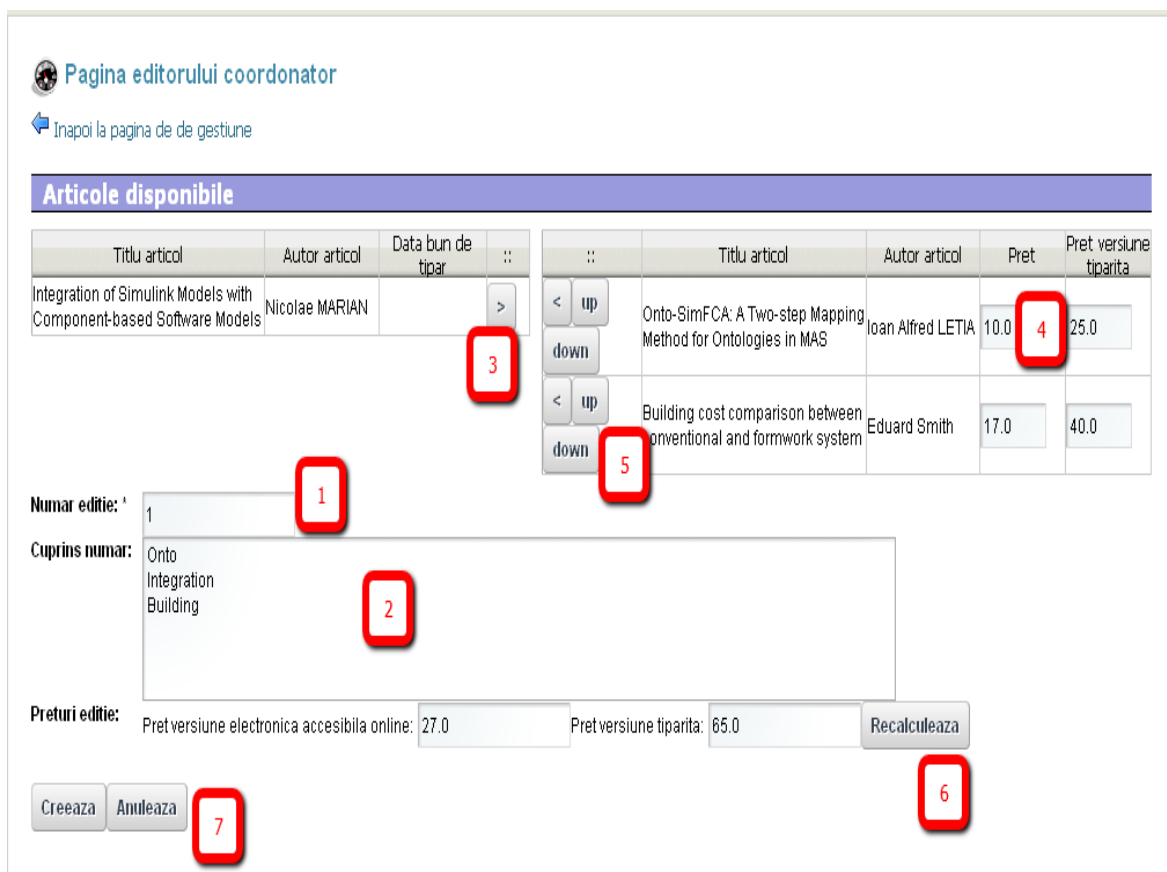 Pagina editorului coordonator
Inapoi la pagina de de gestiune
Articole disponibile
Titlu articol Autor articol Data bun de tipar ::
Integration of Simulink Models with
Component-based Software Models Nicolae MARIAN >
3
:: Titlu articol Autor articol Pret Pret versiune tiparita
< up
down
Onto-SimFCA: A Two-step Mapping
Method for Ontologies in MAS Ioan Alfred LETIA 10.0 4 25.0
< up
down
5
Building cost comparison between
conventional and formwork system Eduard Smith 17.0 40.0
Numar editie: * 1
1
Cuprins numar: Onto
Integration
Building
2
Preturi editie: Pret versiune electronica accesibila online: 27.0 Pret versiune tiparita: 65.0 Recalculeaza
6
Creeaza Anuleaza 7